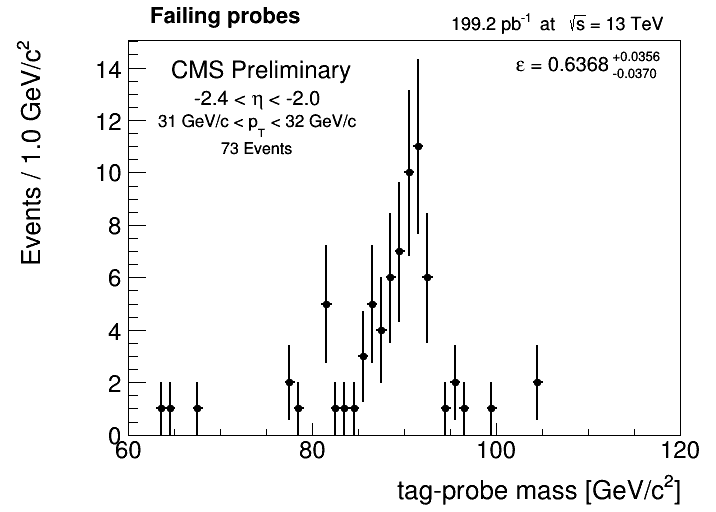 Failing probes
199.2 pb⁻¹ at √s = 13 TeV
CMS Preliminary
-2.4 < η < -2.0
31 GeV/c < p_T < 32 GeV/c
73 Events
ε = 0.6368 +0.0356 -0.0370
Events / 1.0 GeV/c²
14
12
10
8
6
4
2
0
60 80 100 120
tag-probe mass [GeV/c²]